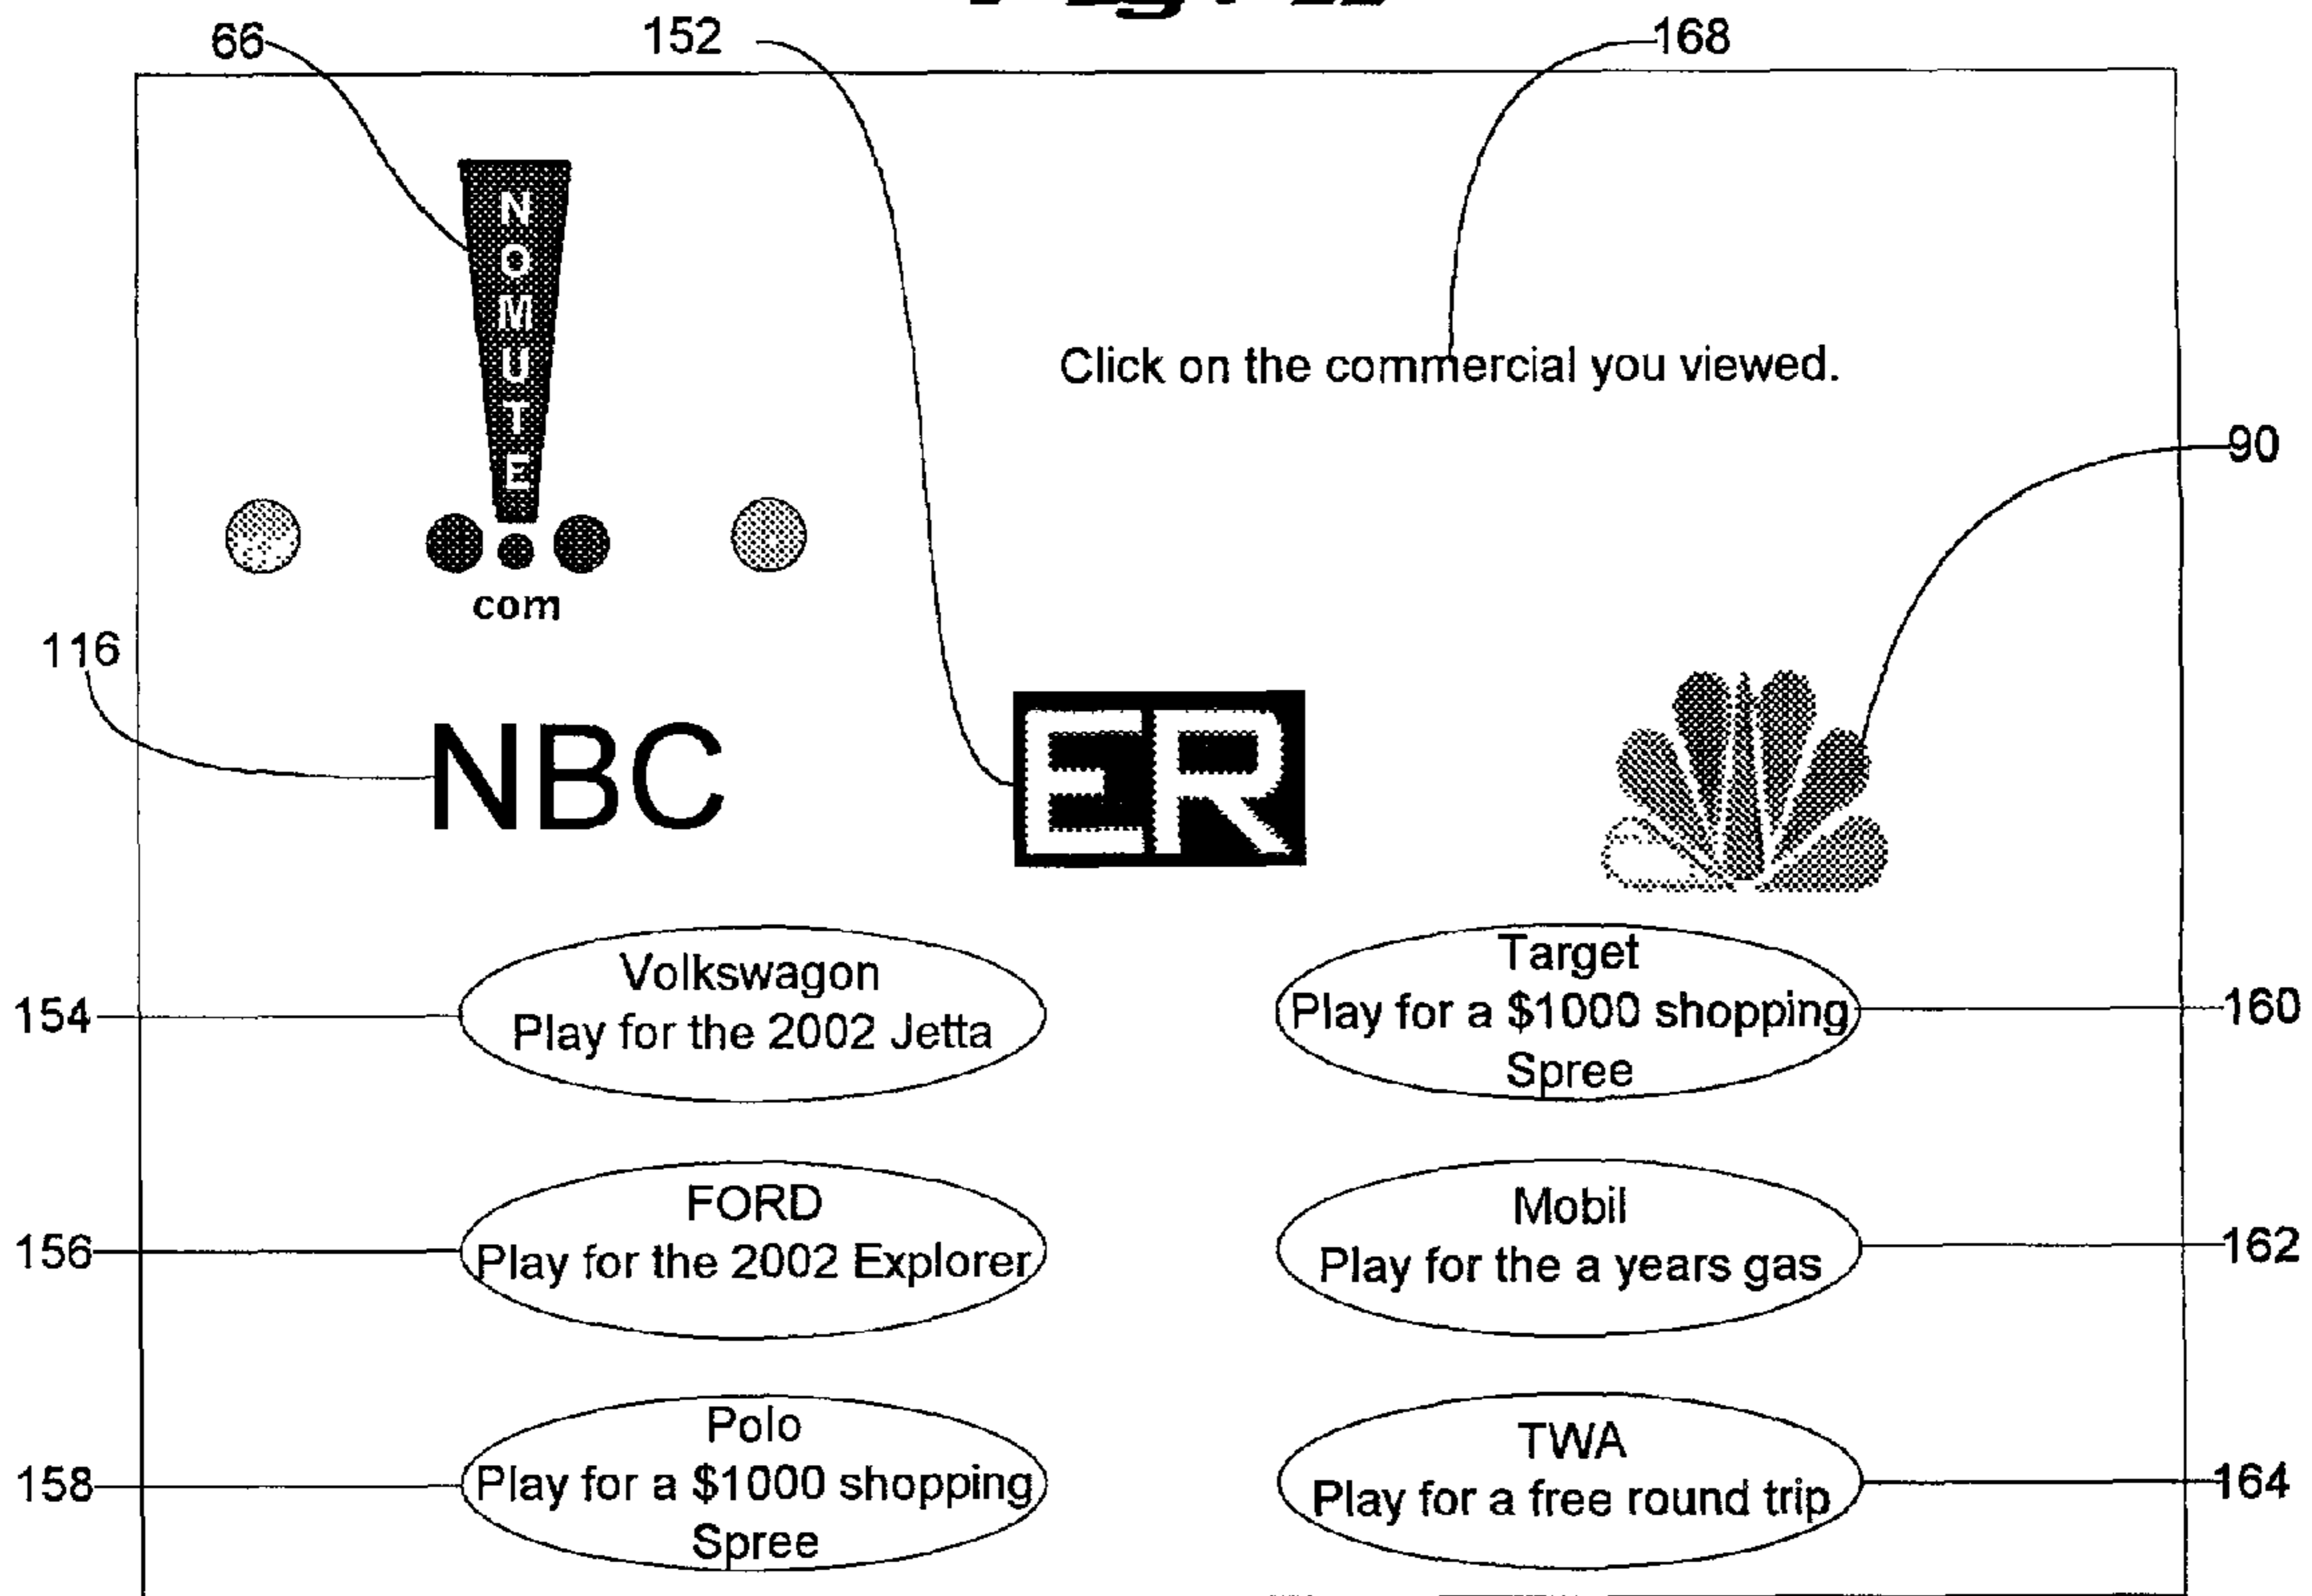 66
152
168
NOMUTE
Click on the commercial you viewed.
90
com
116
NBC
ER
Volkswagon
Play for the 2002 Jetta
154
Target
Play for a $1000 shopping
Spree
160
FORD
Play for the 2002 Explorer
156
Mobil
Play for the a years gas
162
Polo
Play for a $1000 shopping
Spree
158
TWA
Play for a free round trip
164